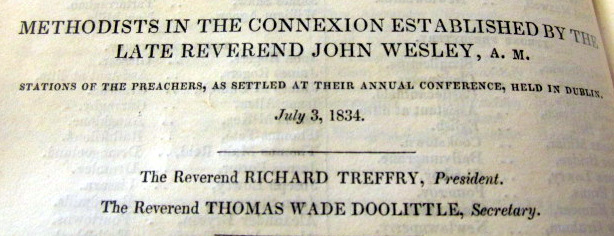 METHODISTS IN THE CONNEXION ESTABLISHED BY THE
LATE REVEREND JOHN WESLEY, A. M.
STATIONS OF THE PREACHERS, AS SETTLED AT THEIR ANNUAL CONFERENCE, HELD IN DUBLIN,
July 3, 1834.
The Reverend RICHARD TREFFRY, President.
The Reverend THOMAS WADE DOOLITTLE, Secretary.